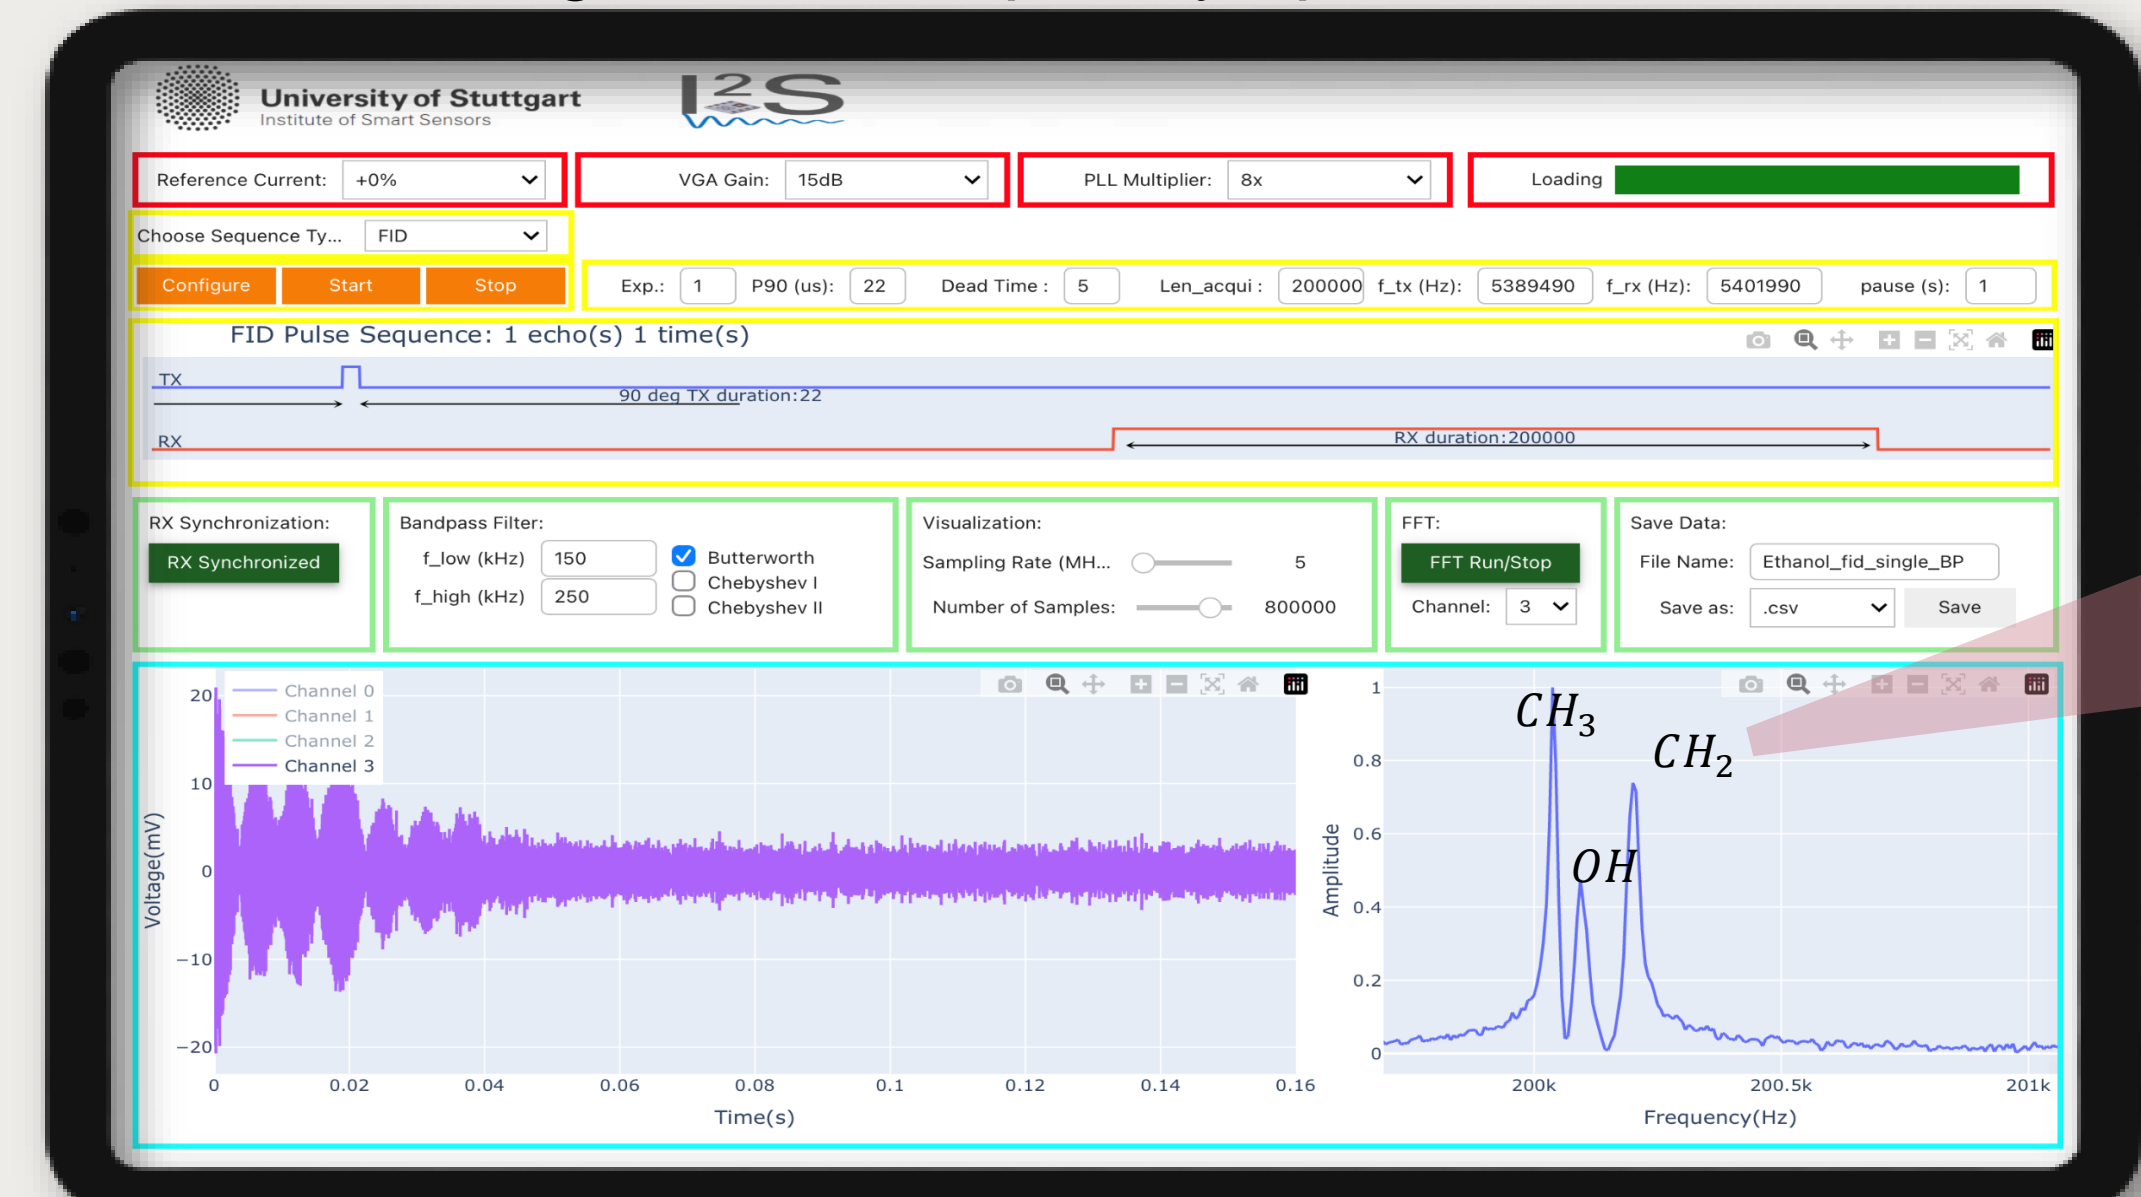 University of Stuttgart
Institute of Smart Sensors
I2S
Reference Current: +0%
VGA Gain: 15dB
PLL Multiplier: 8x
Loading
Choose Sequence Ty... FID
Configure Start Stop
Exp.: 1 P90 (us): 22 Dead Time : 5 Len_acqui : 200000 f_tx (Hz): 5389490 f_rx (Hz): 5401990 pause (s): 1
FID Pulse Sequence: 1 echo(s) 1 time(s)
TX
90 deg TX duration:22
RX
RX duration:200000
RX Synchronization:
RX Synchronized
Bandpass Filter:
f_low (kHz) 150
f_high (kHz) 250
Butterworth
Chebyshev I
Chebyshev II
Visualization:
Sampling Rate (MH... 5
Number of Samples: 800000
FFT:
FFT Run/Stop
Channel: 3
Save Data:
File Name: Ethanol_fid_single_BP
Save as: .csv Save
Channel 0
Channel 1
Channel 2
Channel 3
20
10
0
−10
−20
Voltage(mV)
0 0.02 0.04 0.06 0.08 0.1 0.12 0.14 0.16
Time(s)
CH₃
CH₂
OH
1
0.8
0.6
0.4
0.2
0
Amplitude
200k 200.5k 201k
Frequency(Hz)